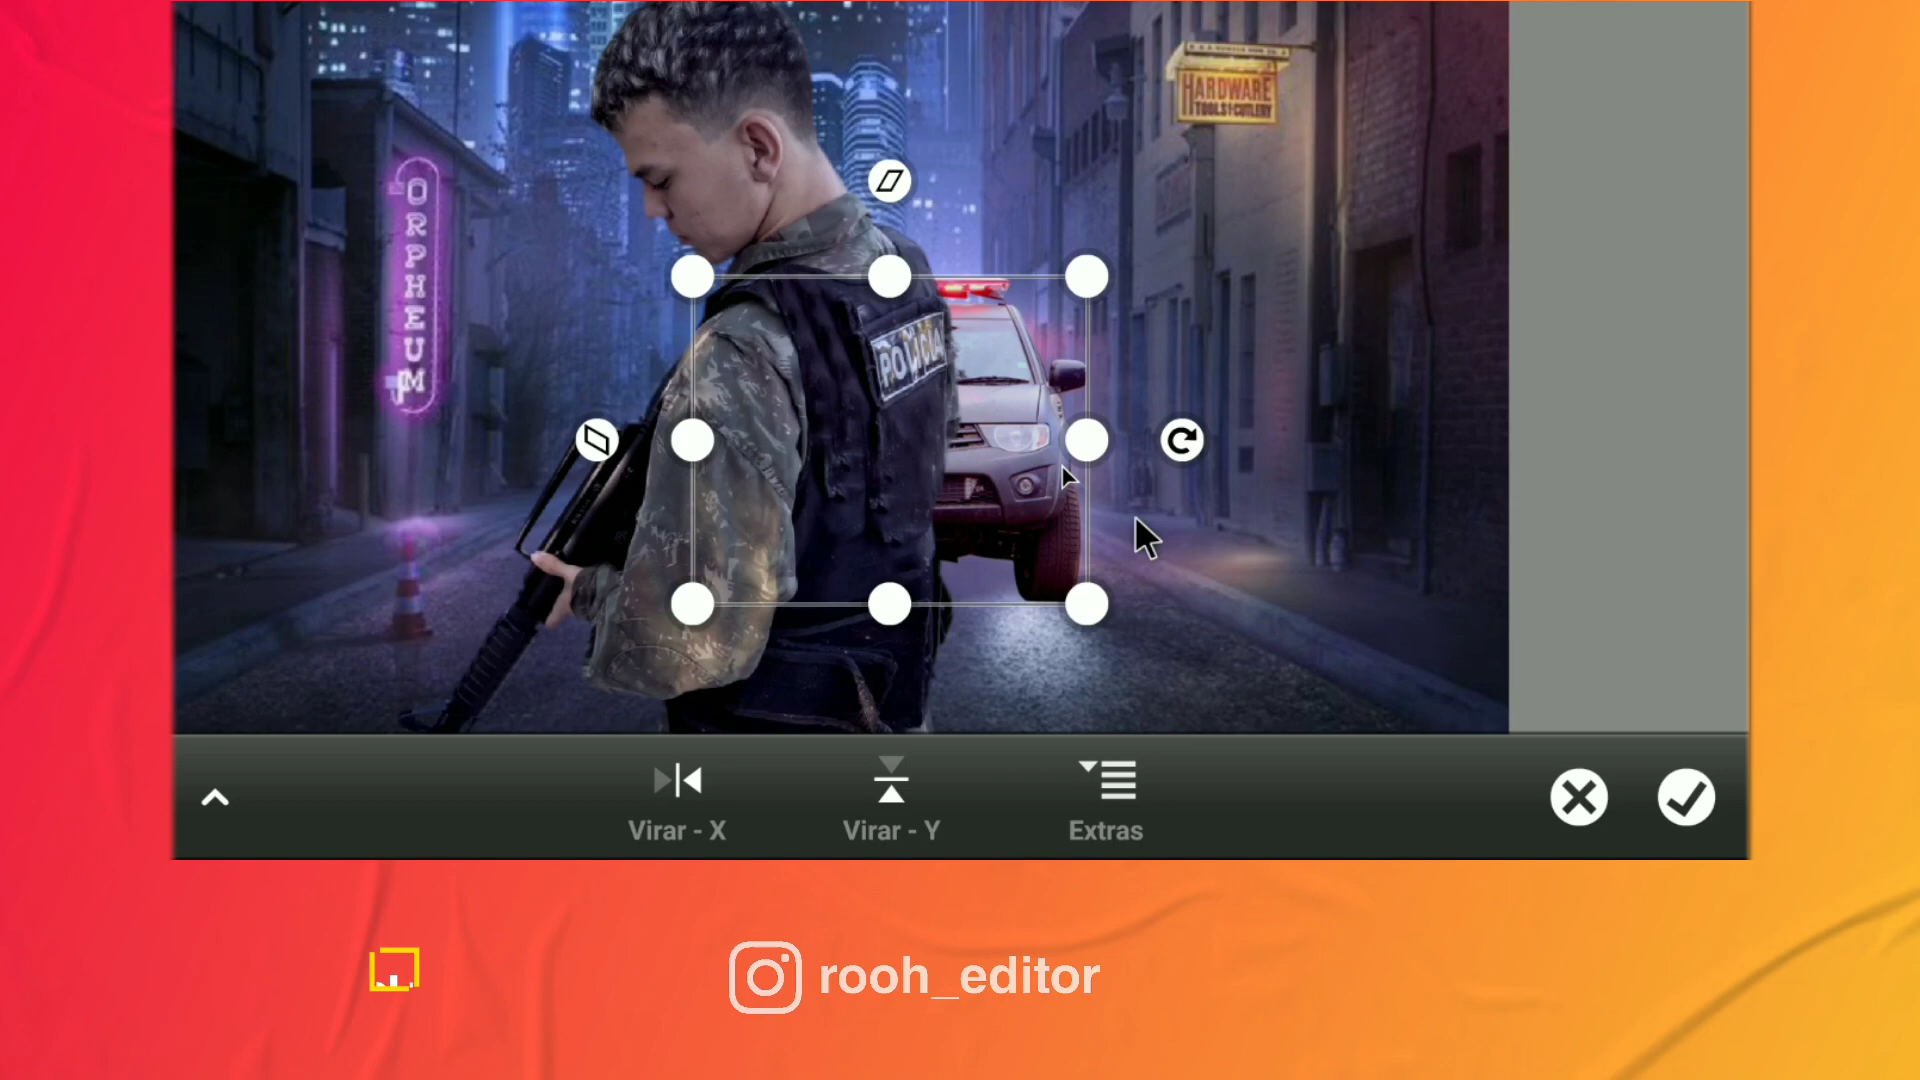 HARDWARE
TOOLS & CUTLERY
ORPHEUM
POLICIA
Virar - X
Virar - Y
Extras
rooh_editor